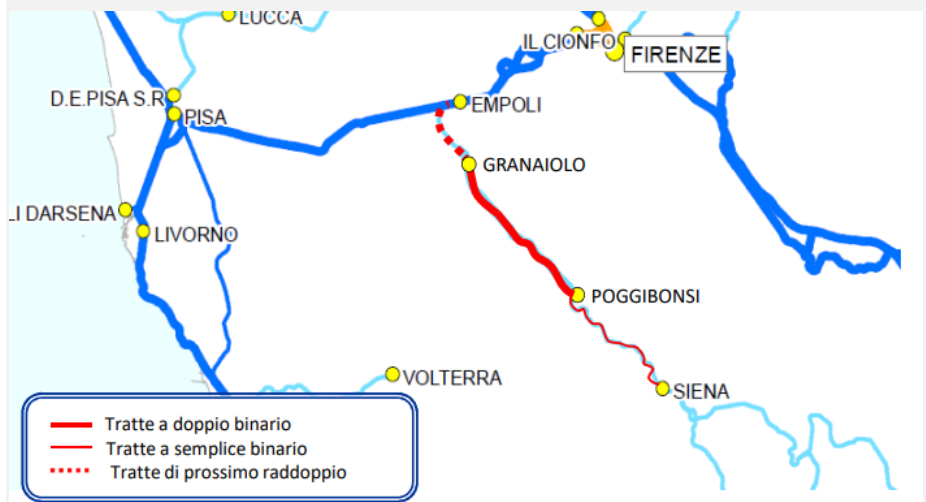 LUCCA
IL CIONFO
FIRENZE
D.E.PISA S.R
PISA
EMPOLI
GRANAIOLO
LI DARSENA
LIVORNO
POGGIBONSI
VOLTERRA
SIENA
Tratte a doppio binario
Tratte a semplice binario
Tratte di prossimo raddoppio